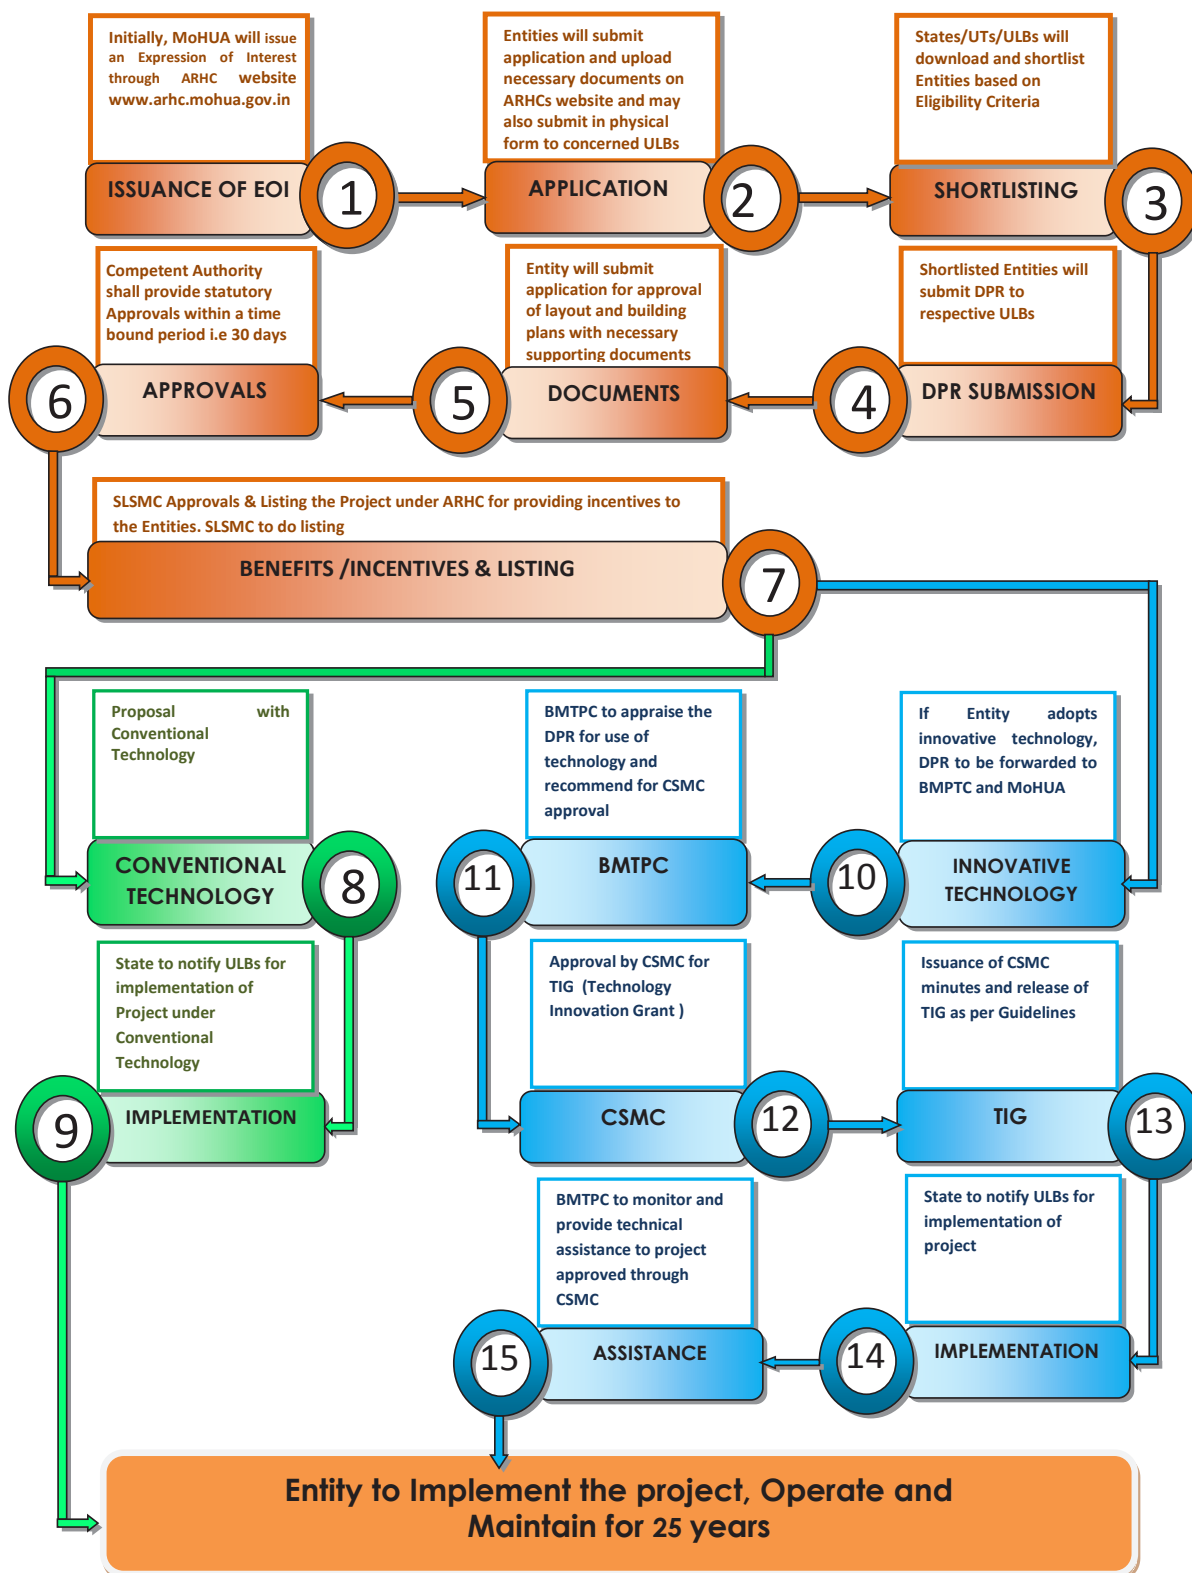 Initially, MoHUA will issue
an Expression of Interest
through ARHC website
www.arhc.mohua.gov.in
ISSUANCE OF EOI
1
Entities will submit
application and upload
necessary documents on
ARHCs website and may
also submit in physical
form to concerned ULBs
APPLICATION
2
States/UTs/ULBs will
download and shortlist
Entities based on
Eligibility Criteria
SHORTLISTING
3
Shortlisted Entities will
submit DPR to
respective ULBs
DPR SUBMISSION
4
Entity will submit
application for approval
of layout and building
plans with necessary
supporting documents
DOCUMENTS
5
Competent Authority
shall provide statutory
Approvals within a time
bound period i.e 30 days
APPROVALS
6
SLSMC Approvals & Listing the Project under ARHC for providing incentives to
the Entities. SLSMC to do listing
BENEFITS /INCENTIVES & LISTING
7
Proposal with
Conventional
Technology
CONVENTIONAL
TECHNOLOGY
8
State to notify ULBs for
implementation of
Project under
Conventional
Technology
IMPLEMENTATION
9
If Entity adopts
innovative technology,
DPR to be forwarded to
BMPTC and MoHUA
INNOVATIVE
TECHNOLOGY
10
BMTPC to appraise the
DPR for use of
technology and
recommend for CSMC
approval
BMTPC
11
Approval by CSMC for
TIG (Technology
Innovation Grant )
CSMC
12
Issuance of CSMC
minutes and release of
TIG as per Guidelines
TIG
13
State to notify ULBs for
implementation of
project
IMPLEMENTATION
14
BMTPC to monitor and
provide technical
assistance to project
approved through
CSMC
ASSISTANCE
15
Entity to Implement the project, Operate and
Maintain for 25 years